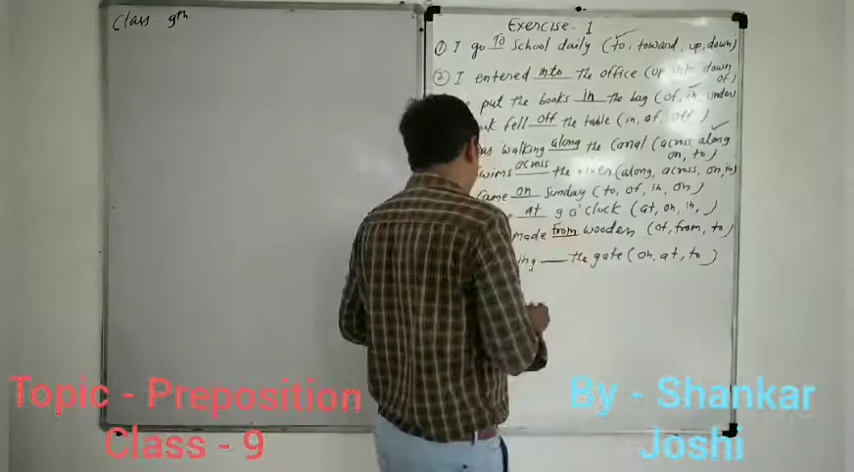 Class- 9th
Exercise- 1
① I go To School daily (to, toward, up, down)
② I entered into the office (up into down of)
put the books in the bag (of, in, under)
fell off the table (in, of, off)
walking along the Canal (across, along on, to)
Swims across the river (along, across, on, in)
Came on Sunday (to, of, in, on)
at 9 o'clock (at, on, in,)
made from wooden (of, from, to)
ing ___ the gate (on, at, to)
Topic - Preposition
Class - 9
By - Shankar
Joshi